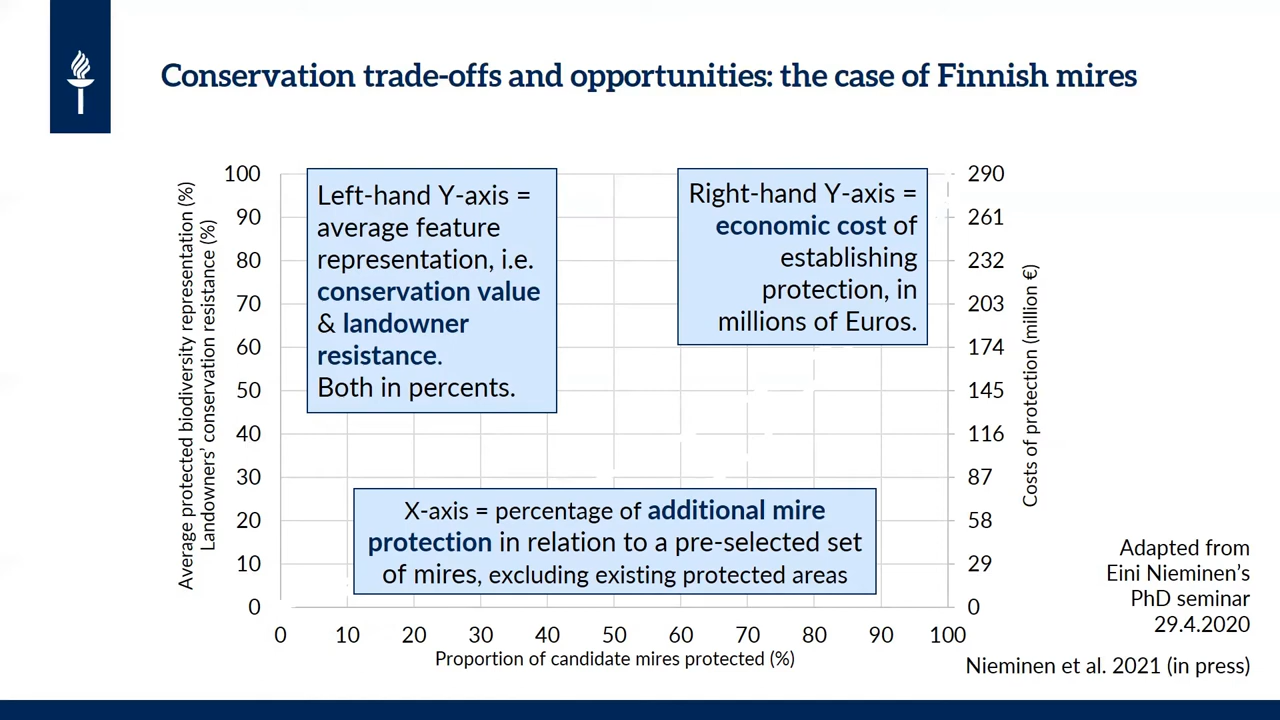 Conservation trade-offs and opportunities: the case of Finnish mires
Average protected biodiversity representation (%)
Landowners' conservation resistance (%)
100
90
80
70
60
50
40
30
20
10
0
Left-hand Y-axis =
average feature
representation, i.e.
conservation value
& landowner
resistance.
Both in percents.
Right-hand Y-axis =
economic cost of
establishing
protection, in
millions of Euros.
X-axis = percentage of additional mire
protection in relation to a pre-selected set
of mires, excluding existing protected areas
290
261
232
203
174
145
116
87
58
29
0
Costs of protection (million €)
0 10 20 30 40 50 60 70 80 90 100
Proportion of candidate mires protected (%)
Adapted from
Eini Nieminen's
PhD seminar
29.4.2020
Nieminen et al. 2021 (in press)